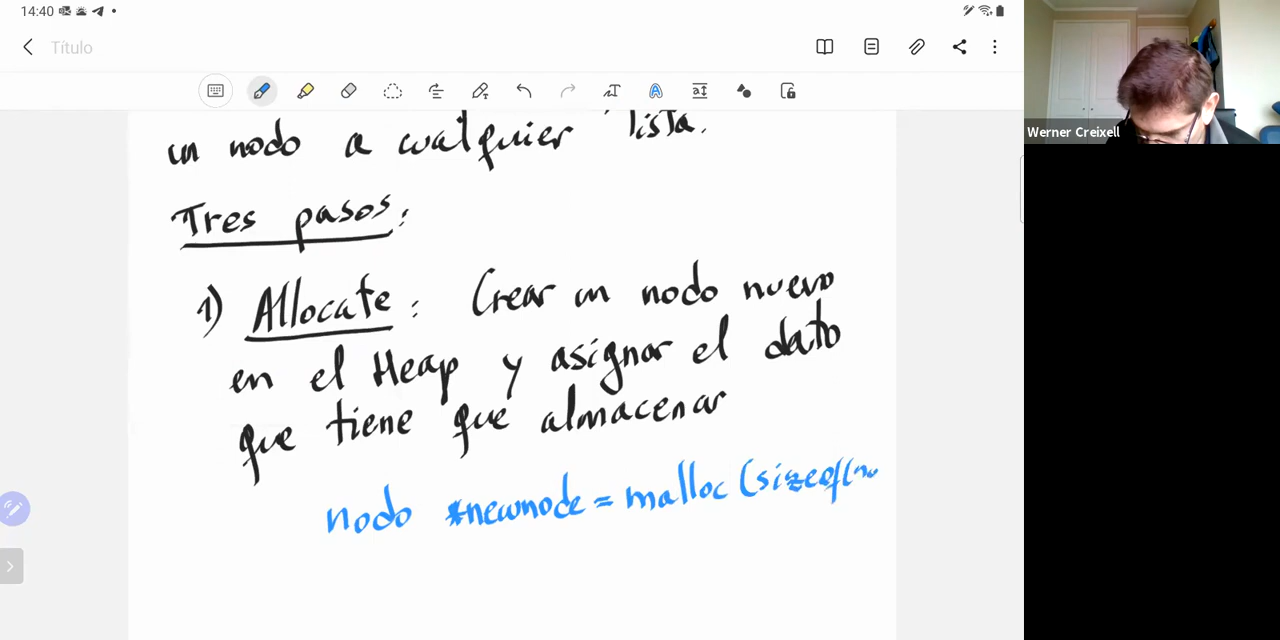 14:40
Título
Werner Creixell
un nodo a cualquier lista.
Tres pasos:
1) Allocate: Crear un nodo nuevo
en el Heap y asignar el dato
que tiene que almacenar
nodo *newnode = malloc (sizeof(no